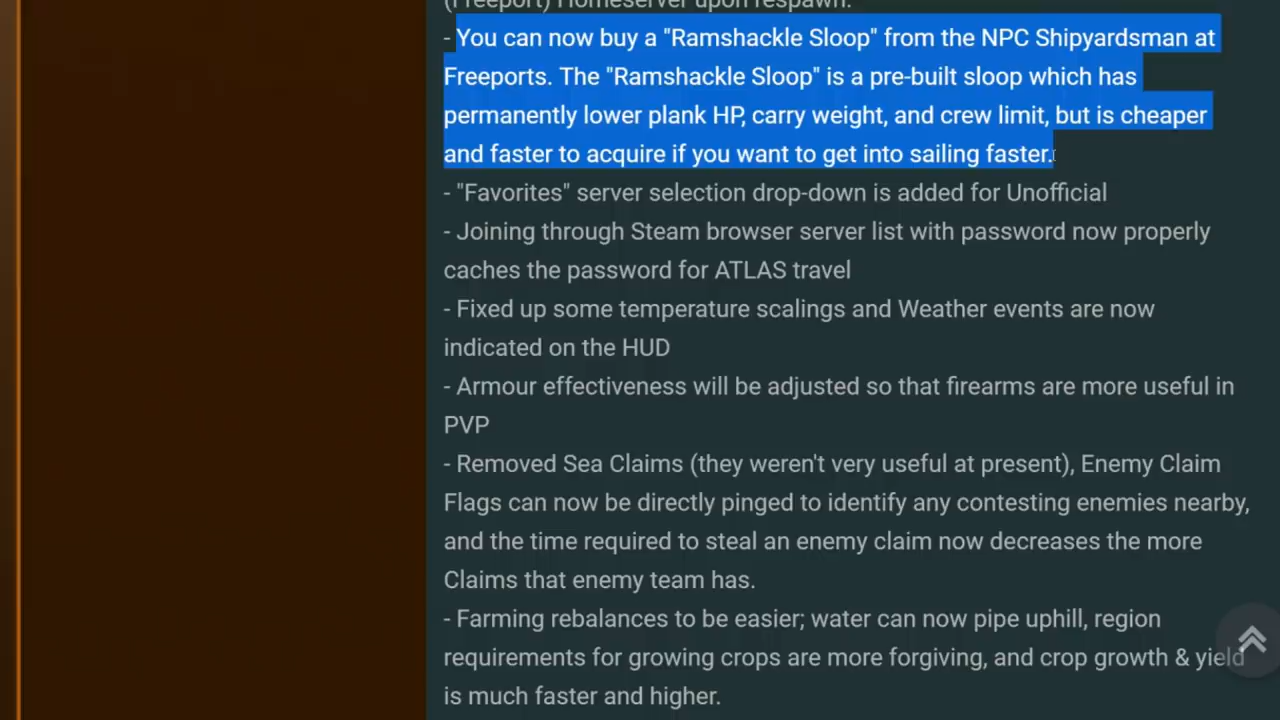 (Freeport) Homeserver upon respawn.
- You can now buy a "Ramshackle Sloop" from the NPC Shipyardsman at
Freeports. The "Ramshackle Sloop" is a pre-built sloop which has
permanently lower plank HP, carry weight, and crew limit, but is cheaper
and faster to acquire if you want to get into sailing faster.
- "Favorites" server selection drop-down is added for Unofficial
- Joining through Steam browser server list with password now properly
caches the password for ATLAS travel
- Fixed up some temperature scalings and Weather events are now
indicated on the HUD
- Armour effectiveness will be adjusted so that firearms are more useful in
PVP
- Removed Sea Claims (they weren't very useful at present), Enemy Claim
Flags can now be directly pinged to identify any contesting enemies nearby,
and the time required to steal an enemy claim now decreases the more
Claims that enemy team has.
- Farming rebalances to be easier; water can now pipe uphill, region
requirements for growing crops are more forgiving, and crop growth & yield
is much faster and higher.